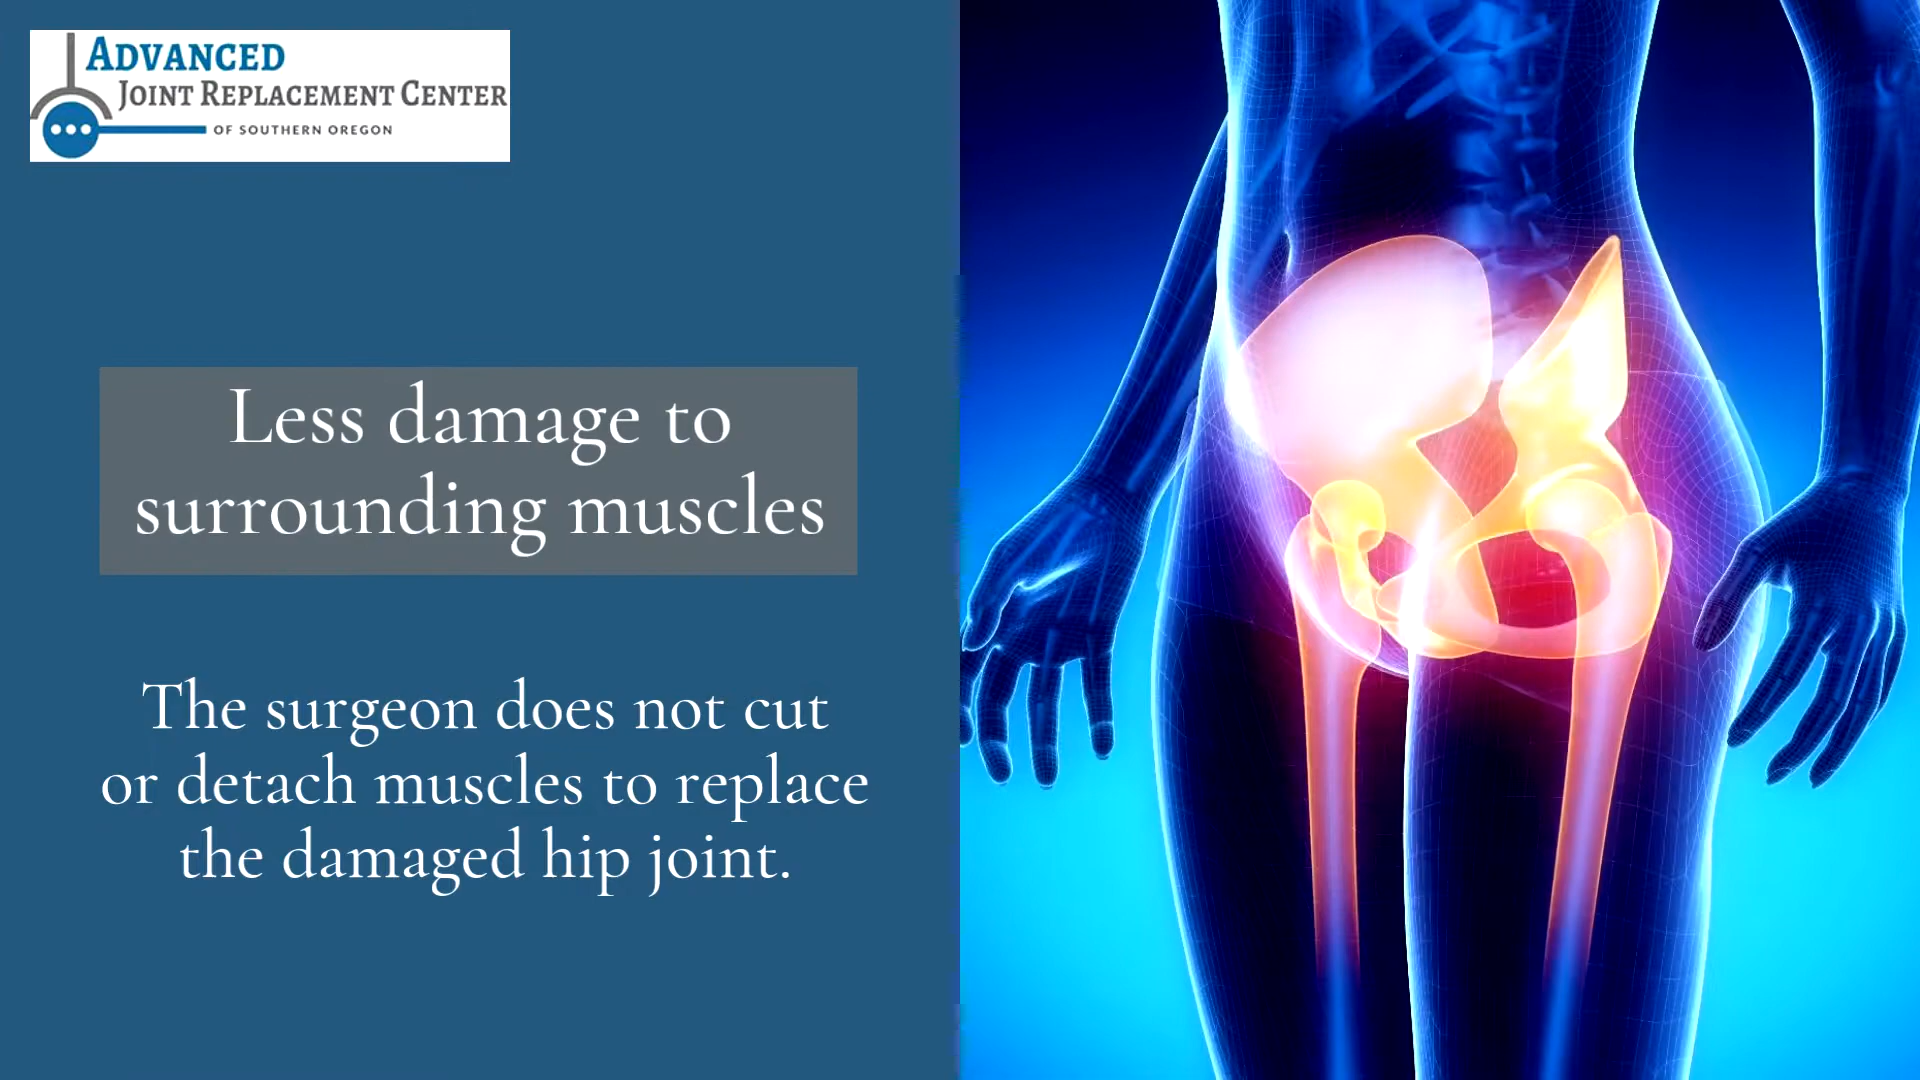 ADVANCED
JOINT REPLACEMENT CENTER
OF SOUTHERN OREGON
Less damage to
surrounding muscles
The surgeon does not cut
or detach muscles to replace
the damaged hip joint.